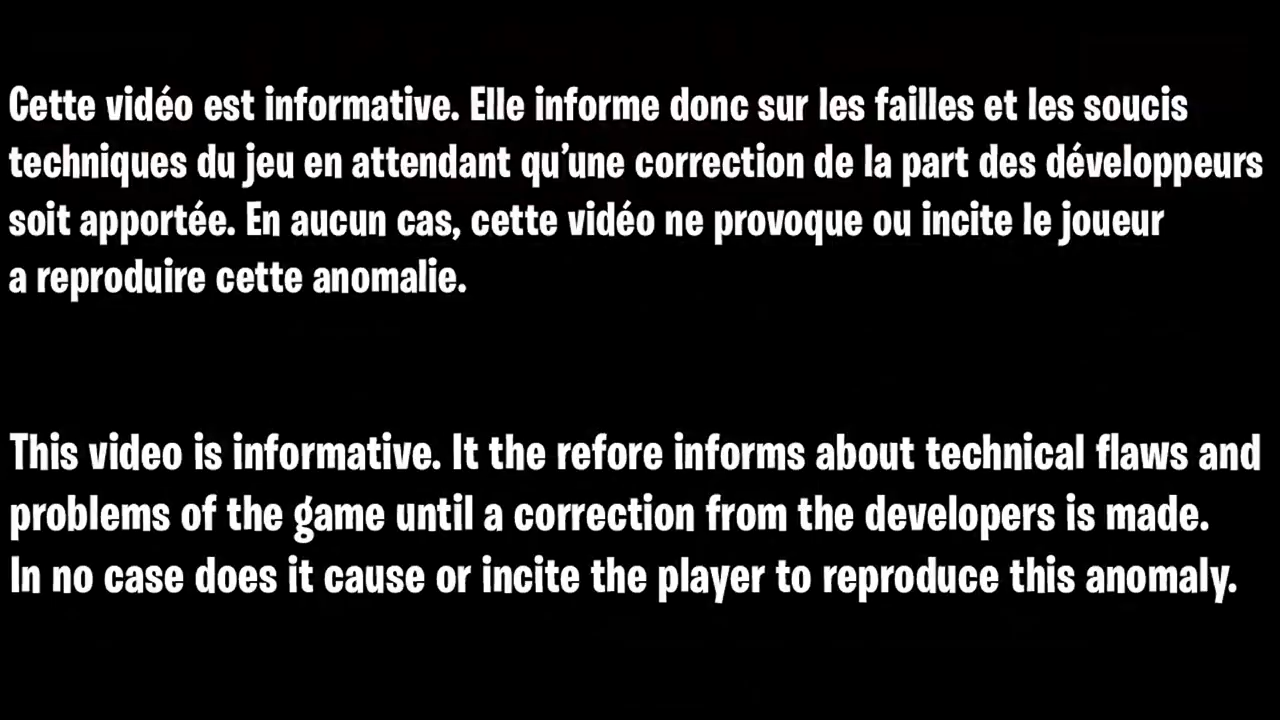 Cette vidéo est informative. Elle informe donc sur les failles et les soucis
techniques du jeu en attendant qu’une correction de la part des développeurs
soit apportée. En aucun cas, cette vidéo ne provoque ou incite le joueur
a reproduire cette anomalie.
This video is informative. It the refore informs about technical flaws and
problems of the game until a correction from the developers is made.
In no case does it cause or incite the player to reproduce this anomaly.